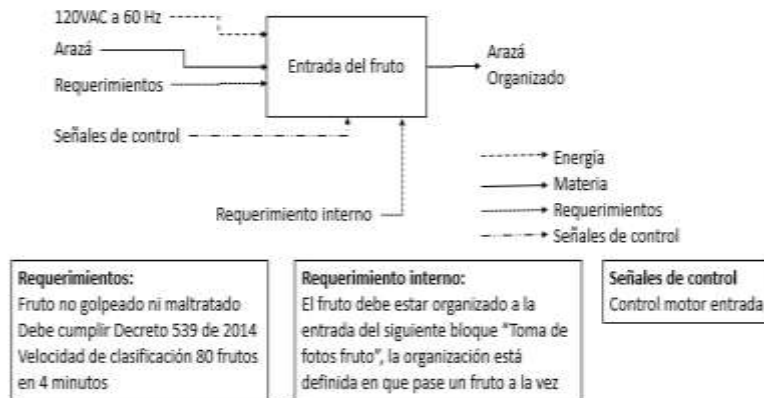 120VAC a 60 Hz
Arazá
Requerimientos
Señales de control
Requerimiento interno
Entrada del fruto
Arazá
Organizado
Energía
Materia
Requerimientos
Señales de control
Requerimientos:
Fruto no golpeado ni maltratado
Debe cumplir Decreto 539 de 2014
Velocidad de clasificación 80 frutos
en 4 minutos
Requerimiento interno:
El fruto debe estar organizado a la
entrada del siguiente bloque "Toma de
fotos fruto", la organización está
definida en que pase un fruto a la vez
Señales de control
Control motor entrada